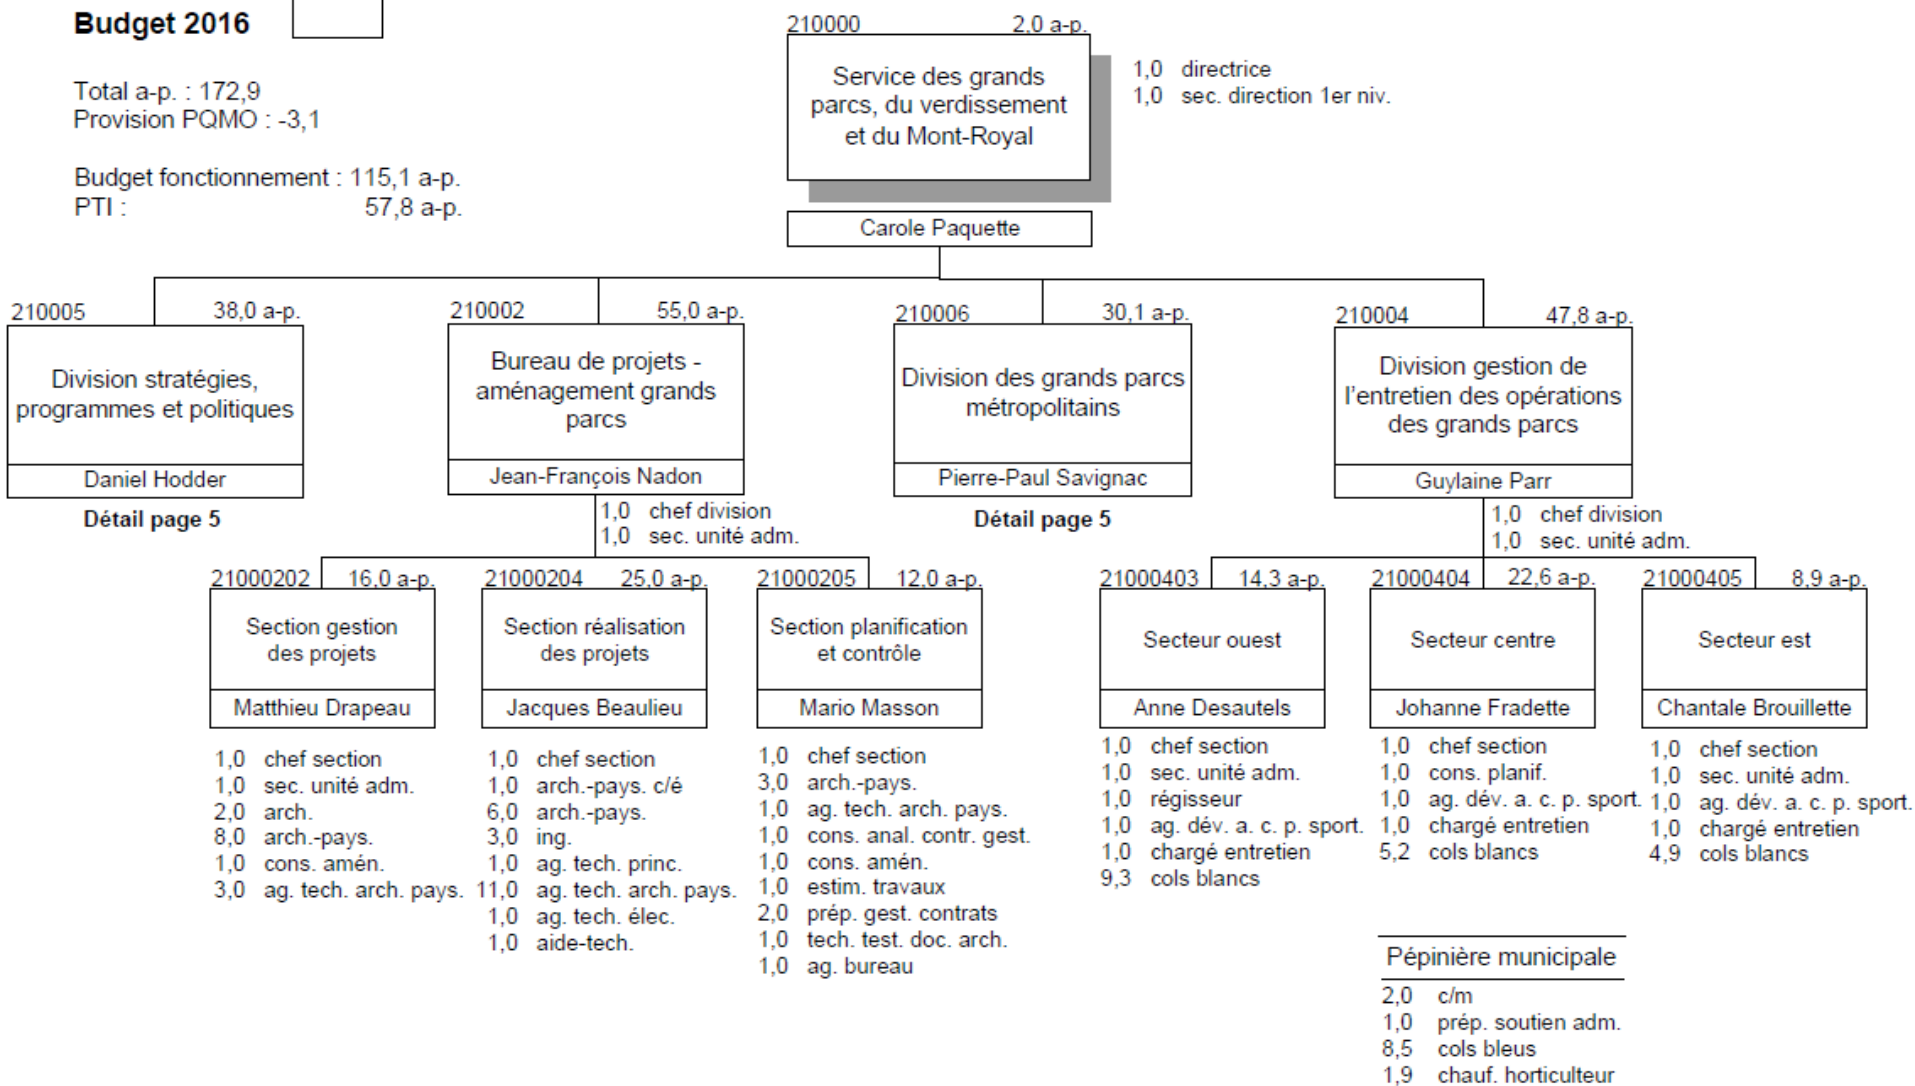 Budget 2016
Total a-p. : 172,9
Provision PQMO : -3,1
Budget fonctionnement : 115,1 a-p.
PTI : 57,8 a-p.
210000 2,0 a-p.
Service des grands
parcs, du verdissement
et du Mont-Royal
Carole Paquette
1,0 directrice
1,0 sec. direction 1er niv.
210005 38,0 a-p.
Division stratégies,
programmes et politiques
Daniel Hodder
Détail page 5
210002 55,0 a-p.
Bureau de projets -
aménagement grands
parcs
Jean-François Nadon
1,0 chef division
1,0 sec. unité adm.
210006 30,1 a-p.
Division des grands parcs
métropolitains
Pierre-Paul Savignac
Détail page 5
210004 47,8 a-p.
Division gestion de
l'entretien des opérations
des grands parcs
Guylaine Parr
1,0 chef division
1,0 sec. unité adm.
21000202 16,0 a-p.
Section gestion
des projets
Matthieu Drapeau
1,0 chef section
1,0 sec. unité adm.
2,0 arch.
8,0 arch.-pays.
1,0 cons. amén.
3,0 ag. tech. arch. pays.
21000204 25,0 a-p.
Section réalisation
des projets
Jacques Beaulieu
1,0 chef section
1,0 arch.-pays. c/é
6,0 arch.-pays.
3,0 ing.
1,0 ag. tech. princ.
11,0 ag. tech. arch. pays.
1,0 ag. tech. élec.
1,0 aide-tech.
21000205 12,0 a-p.
Section planification
et contrôle
Mario Masson
1,0 chef section
3,0 arch.-pays.
1,0 ag. tech. arch. pays.
1,0 cons. anal. contr. gest.
1,0 cons. amén.
1,0 estim. travaux
2,0 prép. gest. contrats
1,0 tech. test. doc. arch.
1,0 ag. bureau
21000403 14,3 a-p.
Secteur ouest
Anne Desautels
1,0 chef section
1,0 sec. unité adm.
1,0 régisseur
1,0 ag. dév. a. c. p. sport.
1,0 chargé entretien
9,3 cols blancs
21000404 22,6 a-p.
Secteur centre
Johanne Fradette
1,0 chef section
1,0 cons. planif.
1,0 ag. dév. a. c. p. sport.
1,0 chargé entretien
5,2 cols blancs
Pépinière municipale
2,0 c/m
1,0 prép. soutien adm.
8,5 cols bleus
1,9 chauf. horticulteur
21000405 8,9 a-p.
Secteur est
Chantale Brouillette
1,0 chef section
1,0 sec. unité adm.
1,0 ag. dév. a. c. p. sport.
1,0 chargé entretien
4,9 cols blancs